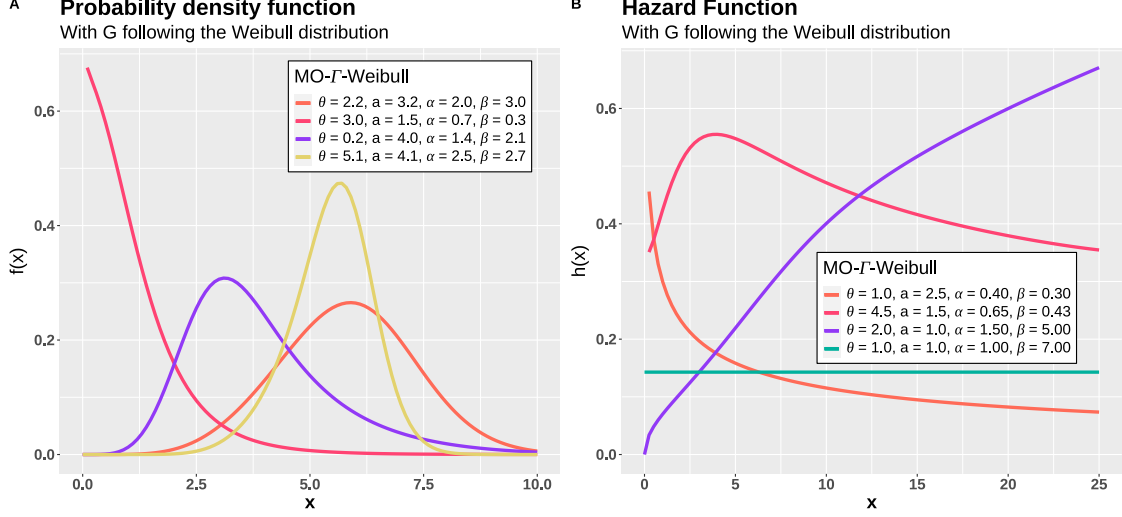 A
Probability density function
With G following the Weibull distribution
MO-Γ-Weibull
θ = 2.2, a = 3.2, α = 2.0, β = 3.0
θ = 3.0, a = 1.5, α = 0.7, β = 0.3
θ = 0.2, a = 4.0, α = 1.4, β = 2.1
θ = 5.1, a = 4.1, α = 2.5, β = 2.7
f(x)
0.6
0.4
0.2
0.0
0.0 2.5 5.0 7.5 10.0
x
B
Hazard Function
With G following the Weibull distribution
MO-Γ-Weibull
θ = 1.0, a = 2.5, α = 0.40, β = 0.30
θ = 4.5, a = 1.5, α = 0.65, β = 0.43
θ = 2.0, a = 1.0, α = 1.50, β = 5.00
θ = 1.0, a = 1.0, α = 1.00, β = 7.00
h(x)
0.6
0.4
0.2
0.0
0 5 10 15 20 25
x